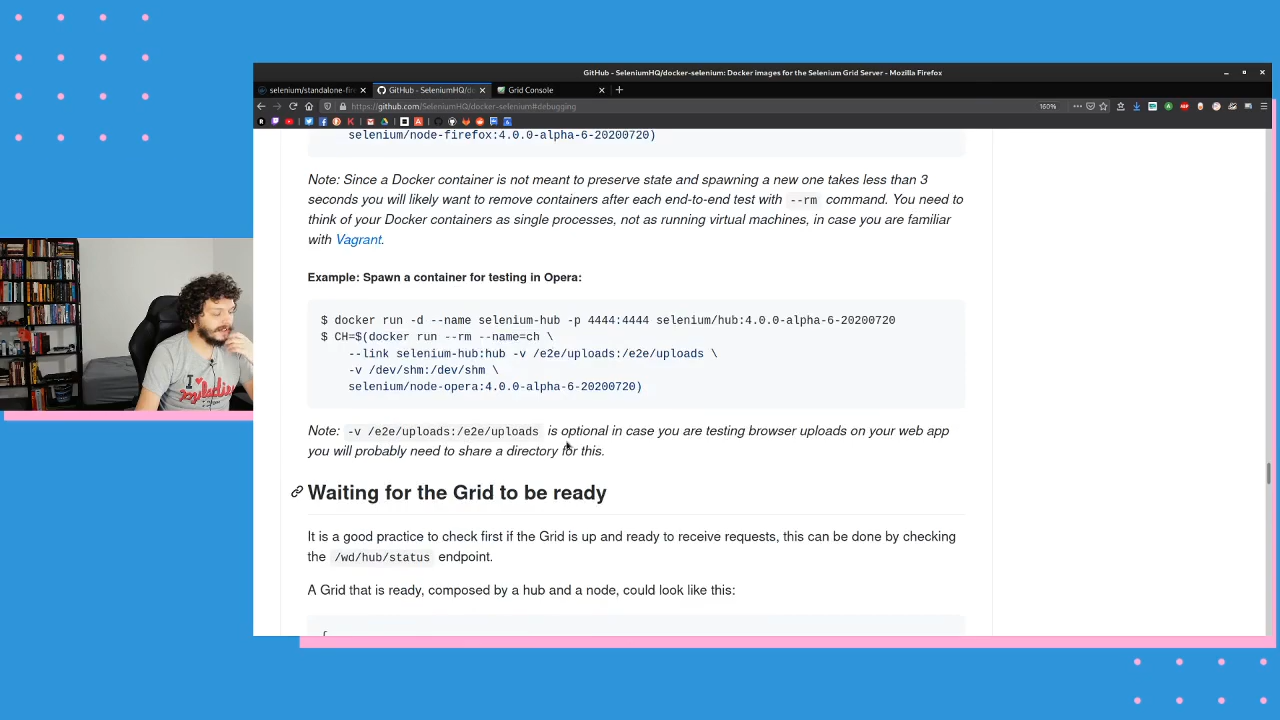 GitHub - SeleniumHQ/docker-selenium: Docker images for the Selenium Grid Server - Mozilla Firefox
selenium/standalone-fire
GitHub - SeleniumHQ/do
Grid Console
https://github.com/SeleniumHQ/docker-selenium#debugging
160%
selenium/node-firefox:4.0.0-alpha-6-20200720)
Note: Since a Docker container is not meant to preserve state and spawning a new one takes less than 3
seconds you will likely want to remove containers after each end-to-end test with --rm command. You need to
think of your Docker containers as single processes, not as running virtual machines, in case you are familiar
with Vagrant.
Example: Spawn a container for testing in Opera:
$ docker run -d --name selenium-hub -p 4444:4444 selenium/hub:4.0.0-alpha-6-20200720
$ CH=$(docker run --rm --name=ch \
--link selenium-hub:hub -v /e2e/uploads:/e2e/uploads \
-v /dev/shm:/dev/shm \
selenium/node-opera:4.0.0-alpha-6-20200720)
Note: -v /e2e/uploads:/e2e/uploads is optional in case you are testing browser uploads on your web app
you will probably need to share a directory for this.
Waiting for the Grid to be ready
It is a good practice to check first if the Grid is up and ready to receive requests, this can be done by checking
the /wd/hub/status endpoint.
A Grid that is ready, composed by a hub and a node, could look like this:
{